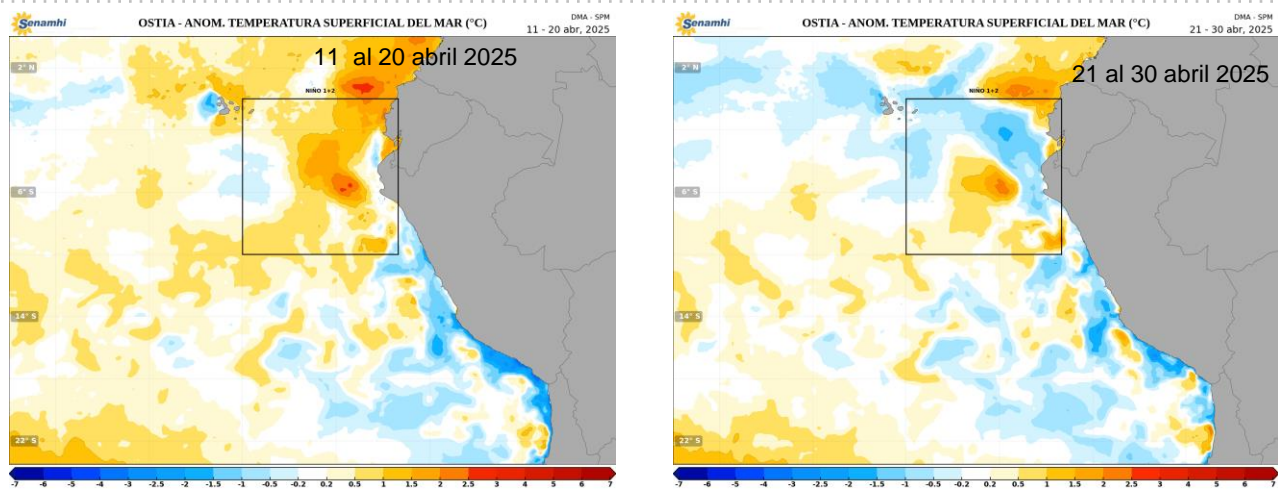 Senamhi
OSTIA - ANOM. TEMPERATURA SUPERFICIAL DEL MAR (°C)
DMA - SPM
11 - 20 abr, 2025
11 al 20 abril 2025
2° N
NIÑO 1+2
6° S
14° S
22° S
-7 -6 -5 -4 -3 -2.5 -2 -1.5 -1 -0.5 -0.2 0.2 0.5 1 1.5 2 2.5 3 4 5 6 7
Senamhi
OSTIA - ANOM. TEMPERATURA SUPERFICIAL DEL MAR (°C)
DMA - SPM
21 - 30 abr, 2025
21 al 30 abril 2025
2° N
NIÑO 1+2
6° S
14° S
22° S
-7 -6 -5 -4 -3 -2.5 -2 -1.5 -1 -0.5 -0.2 0.2 0.5 1 1.5 2 2.5 3 4 5 6 7